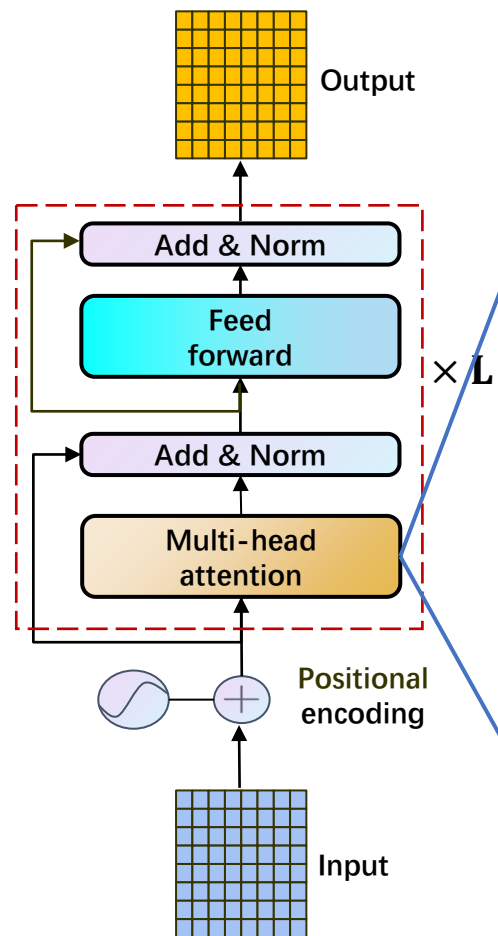 Output
Add & Norm
Feed
forward
× L
Add & Norm
Multi-head
attention
Positional
encoding
Input